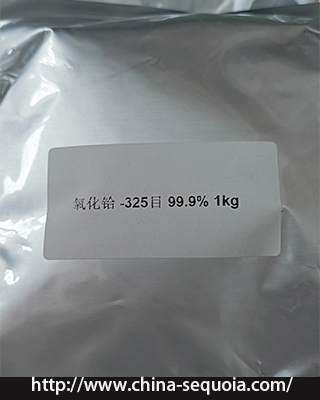 氧化铪 -325目 99.9% 1kg
http://www.china-sequoia.com/